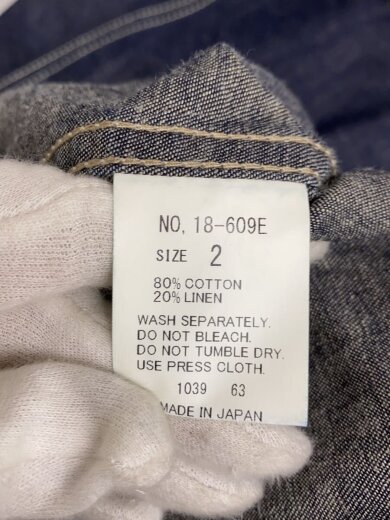 NO, 18-609E
SIZE 2
80% COTTON
20% LINEN
WASH SEPARATELY.
DO NOT BLEACH.
DO NOT TUMBLE DRY.
USE PRESS CLOTH.
1039 63
MADE IN JAPAN